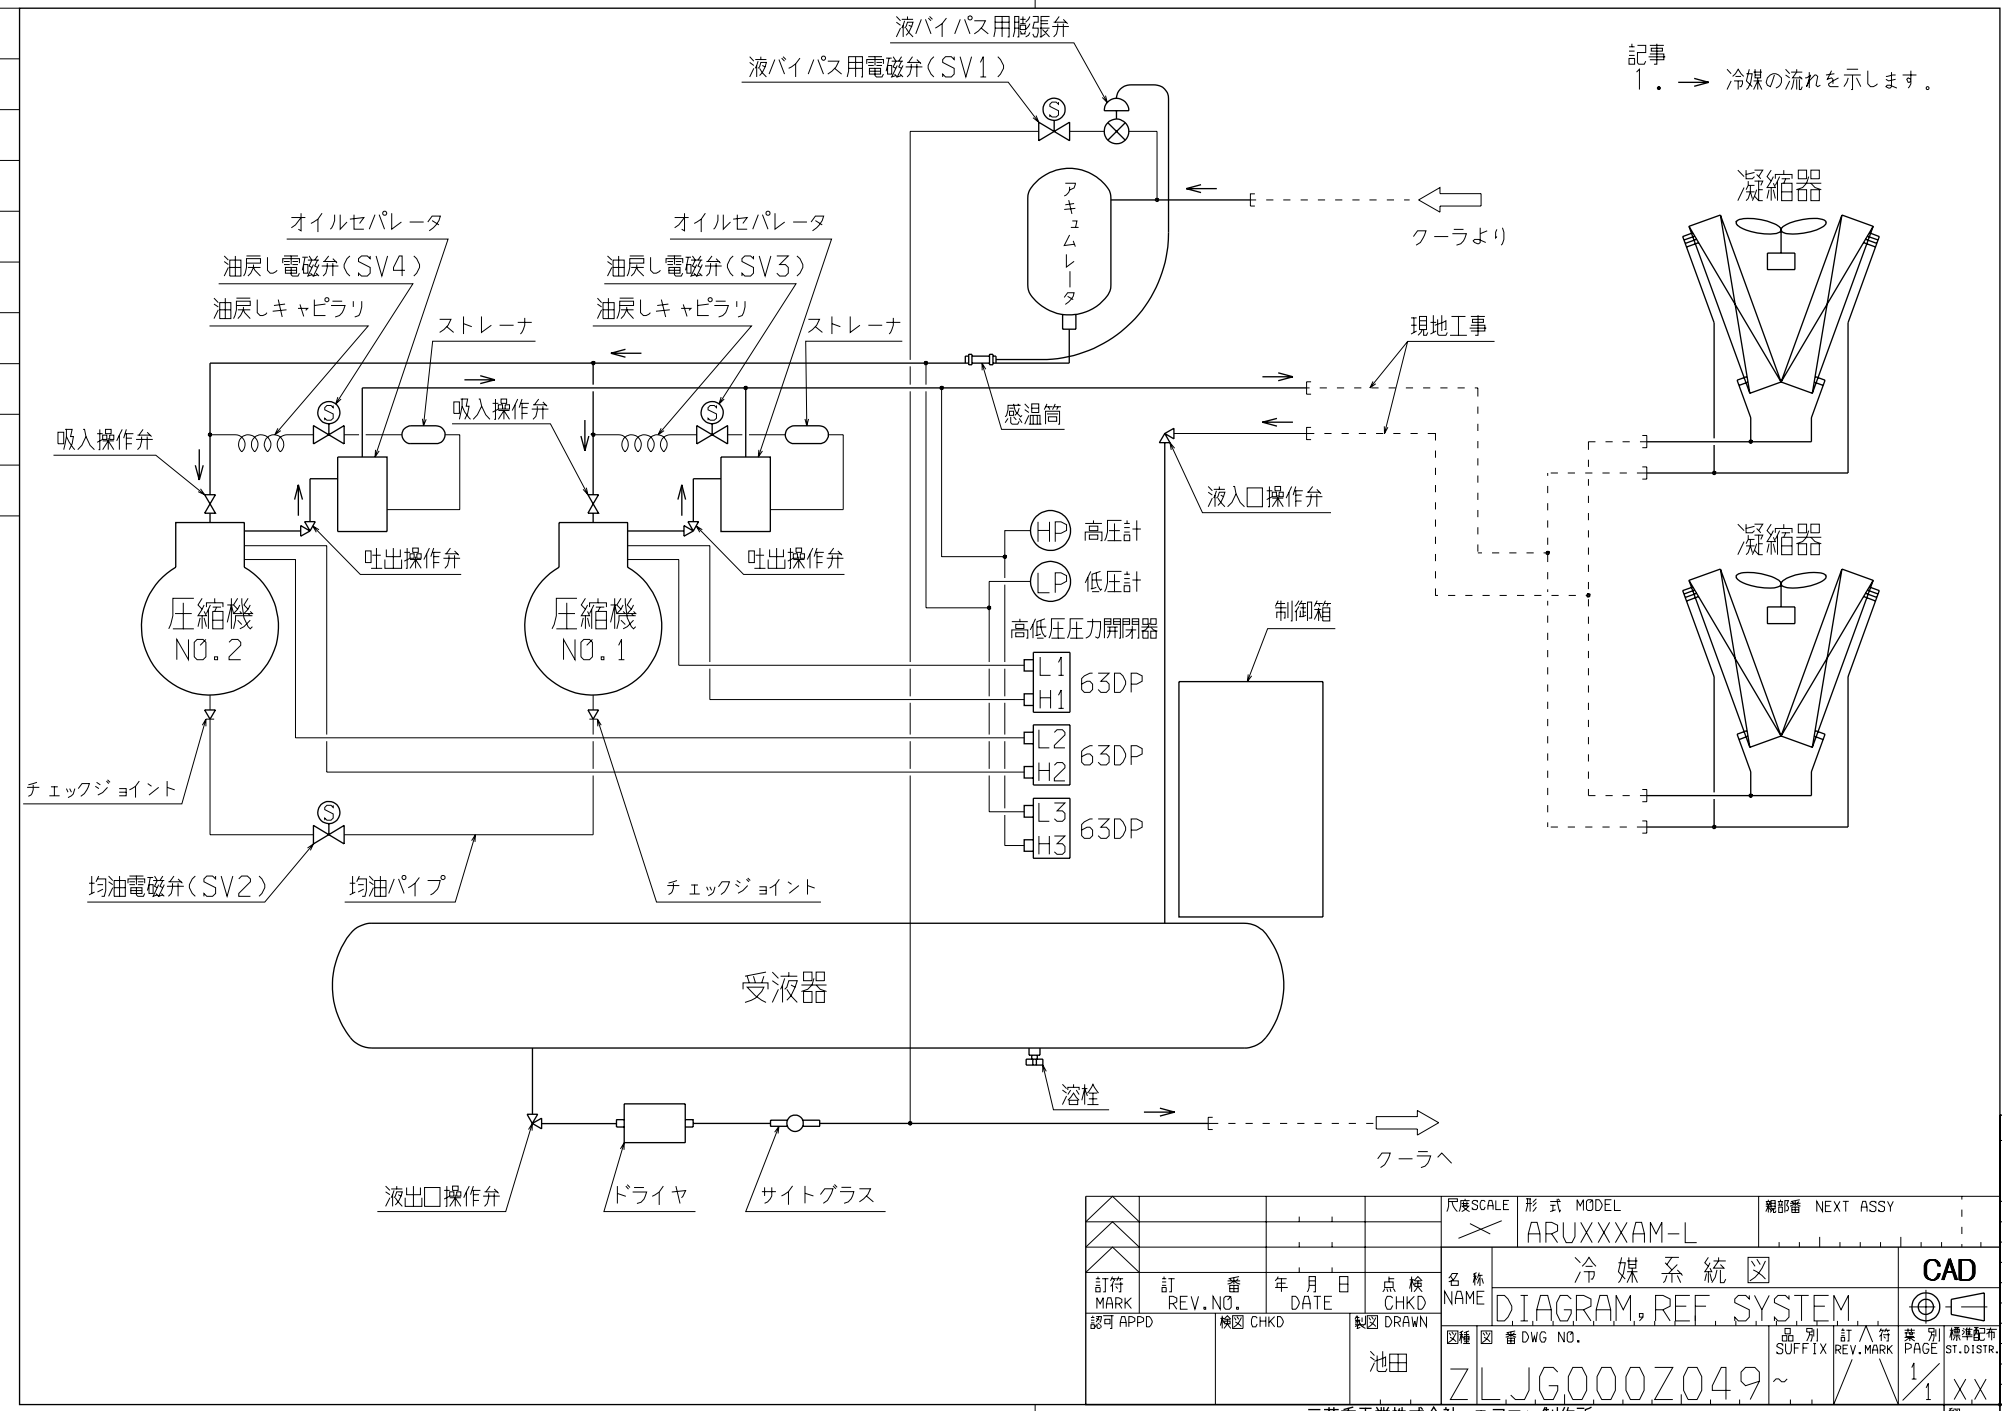 液バイパス用膨張弁
液バイパス用電磁弁(SV1)
記事
1. → 冷媒の流れを示します。
S
アキュムレータ
クーラより
凝縮器
オイルセパレータ
オイルセパレータ
油戻し電磁弁(SV4)
油戻し電磁弁(SV3)
油戻しキャピラリ
油戻しキャピラリ
ストレーナ
ストレーナ
現地工事
S
S
吸入操作弁
吸入操作弁
感温筒
液入口操作弁
吐出操作弁
吐出操作弁
HP 高圧計
LP 低圧計
凝縮器
圧縮機
NO.2
圧縮機
NO.1
高低圧圧力開閉器
制御箱
L1
H1
63DP
L2
H2
63DP
L3
H3
63DP
チェックジョイント
S
均油電磁弁(SV2)
均油パイプ
チェックジョイント
受液器
溶栓
クーラへ
液出口操作弁
ドライヤ
サイトグラス
尺度SCALE
形式 MODEL
ARUXXXAM-L
親部番 NEXT ASSY
名称
NAME
冷媒系統図
CAD
DIAGRAM,REF. SYSTEM
訂符
MARK
訂番
REV.NO.
年月日
DATE
点検
CHKD
認可 APPD
検図 CHKD
製図 DRAWN
池田
図種
図番 DWG NO.
ZLJG000Z049
品別
SUFFIX
~
訂符
REV.MARK
葉別
PAGE
1/1
標準配布
ST.DISTR.
XX